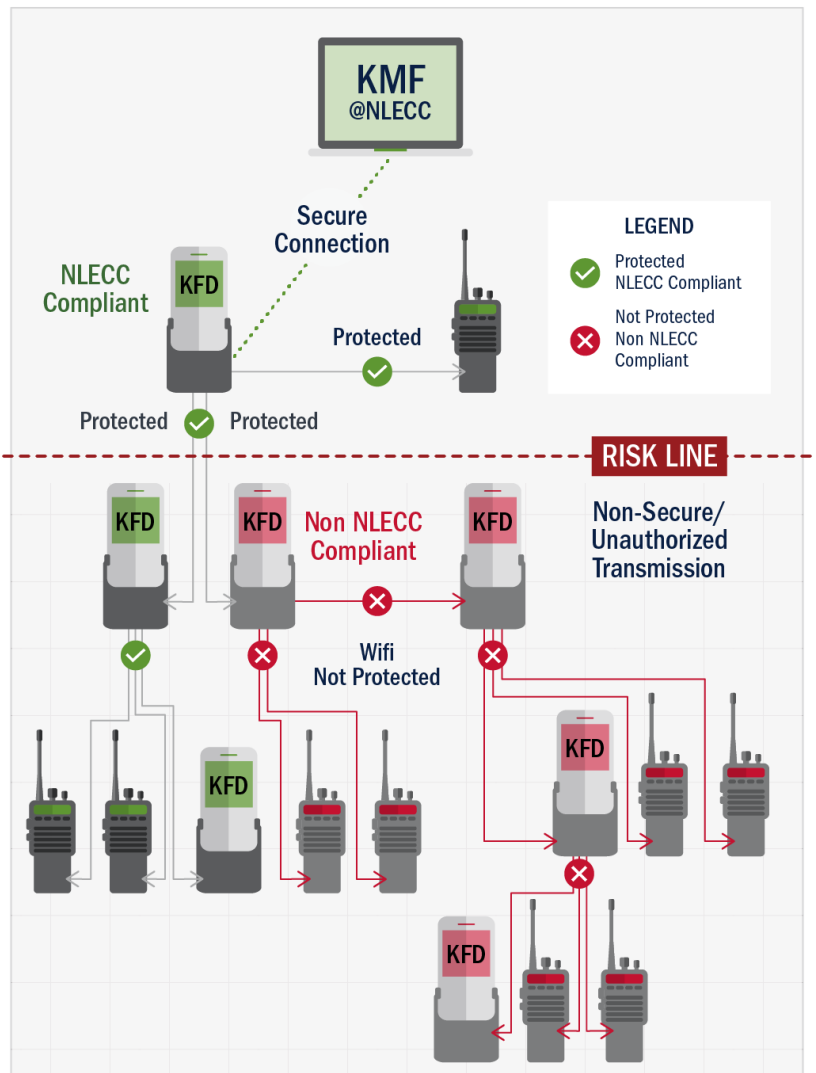 KMF
@NLECC
Secure
Connection
LEGEND
Protected
NLECC Compliant
Not Protected
Non NLECC
Compliant
NLECC
Compliant
KFD
Protected
Protected
Protected
RISK LINE
KFD
KFD
Non NLECC
Compliant
KFD
Non-Secure/
Unauthorized
Transmission
Wifi
Not Protected
KFD
KFD
KFD